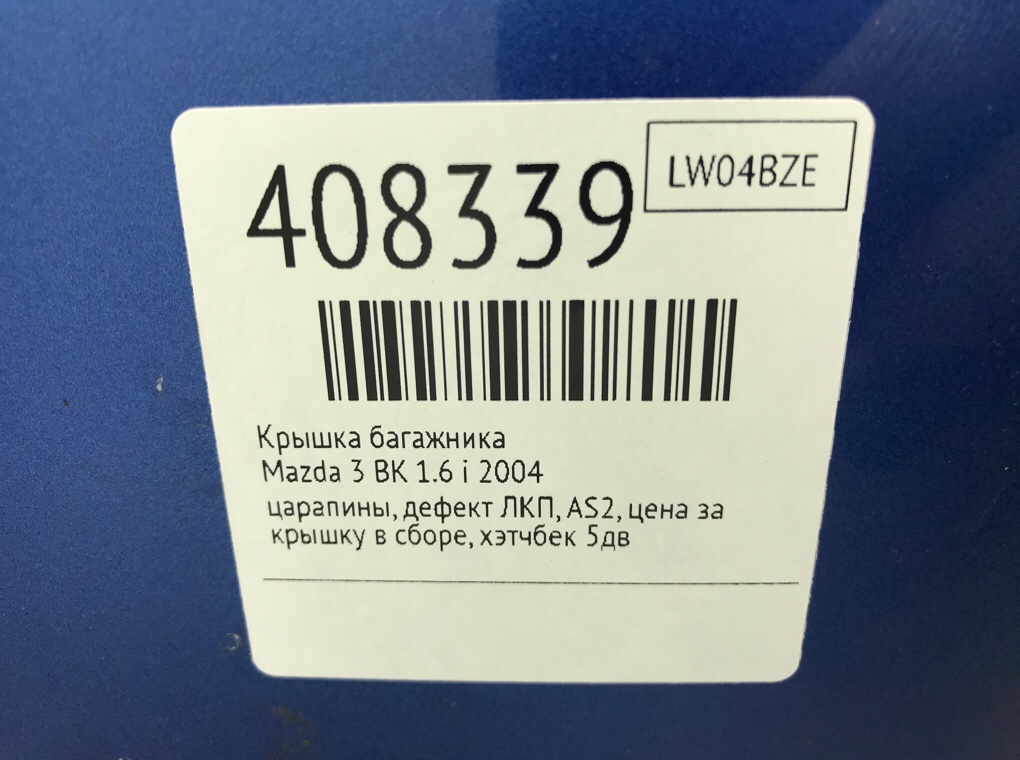 408339
LW04BZE
Крышка багажника
Mazda 3 BK 1.6 i 2004
царапины, дефект ЛКП, AS2, цена за
крышку в сборе, хэтчбек 5дв